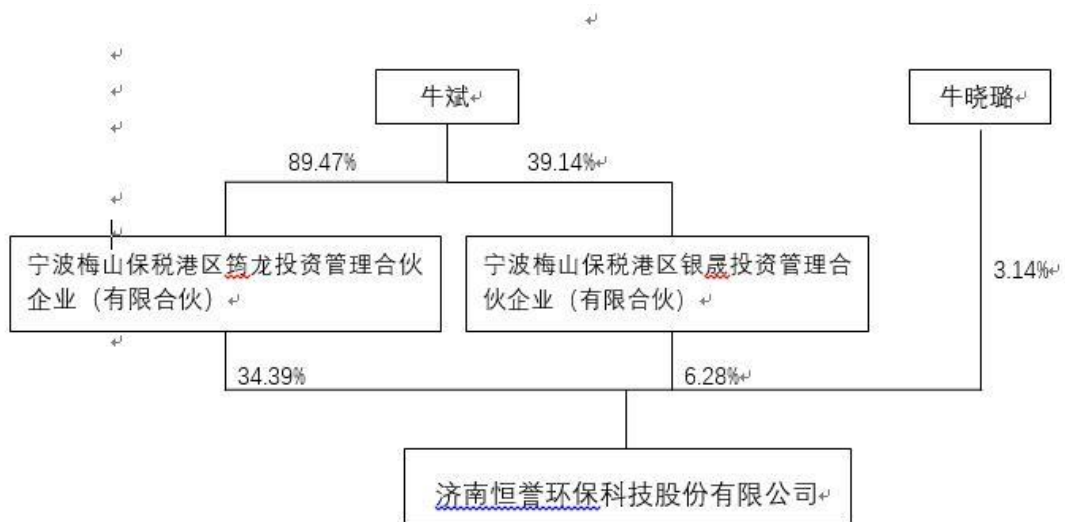 牛斌
牛晓璐
89.47%
39.14%
宁波梅山保税港区筠龙投资管理合伙
企业（有限合伙）
宁波梅山保税港区银晟投资管理合
伙企业（有限合伙）
3.14%
34.39%
6.28%
济南恒誉环保科技股份有限公司